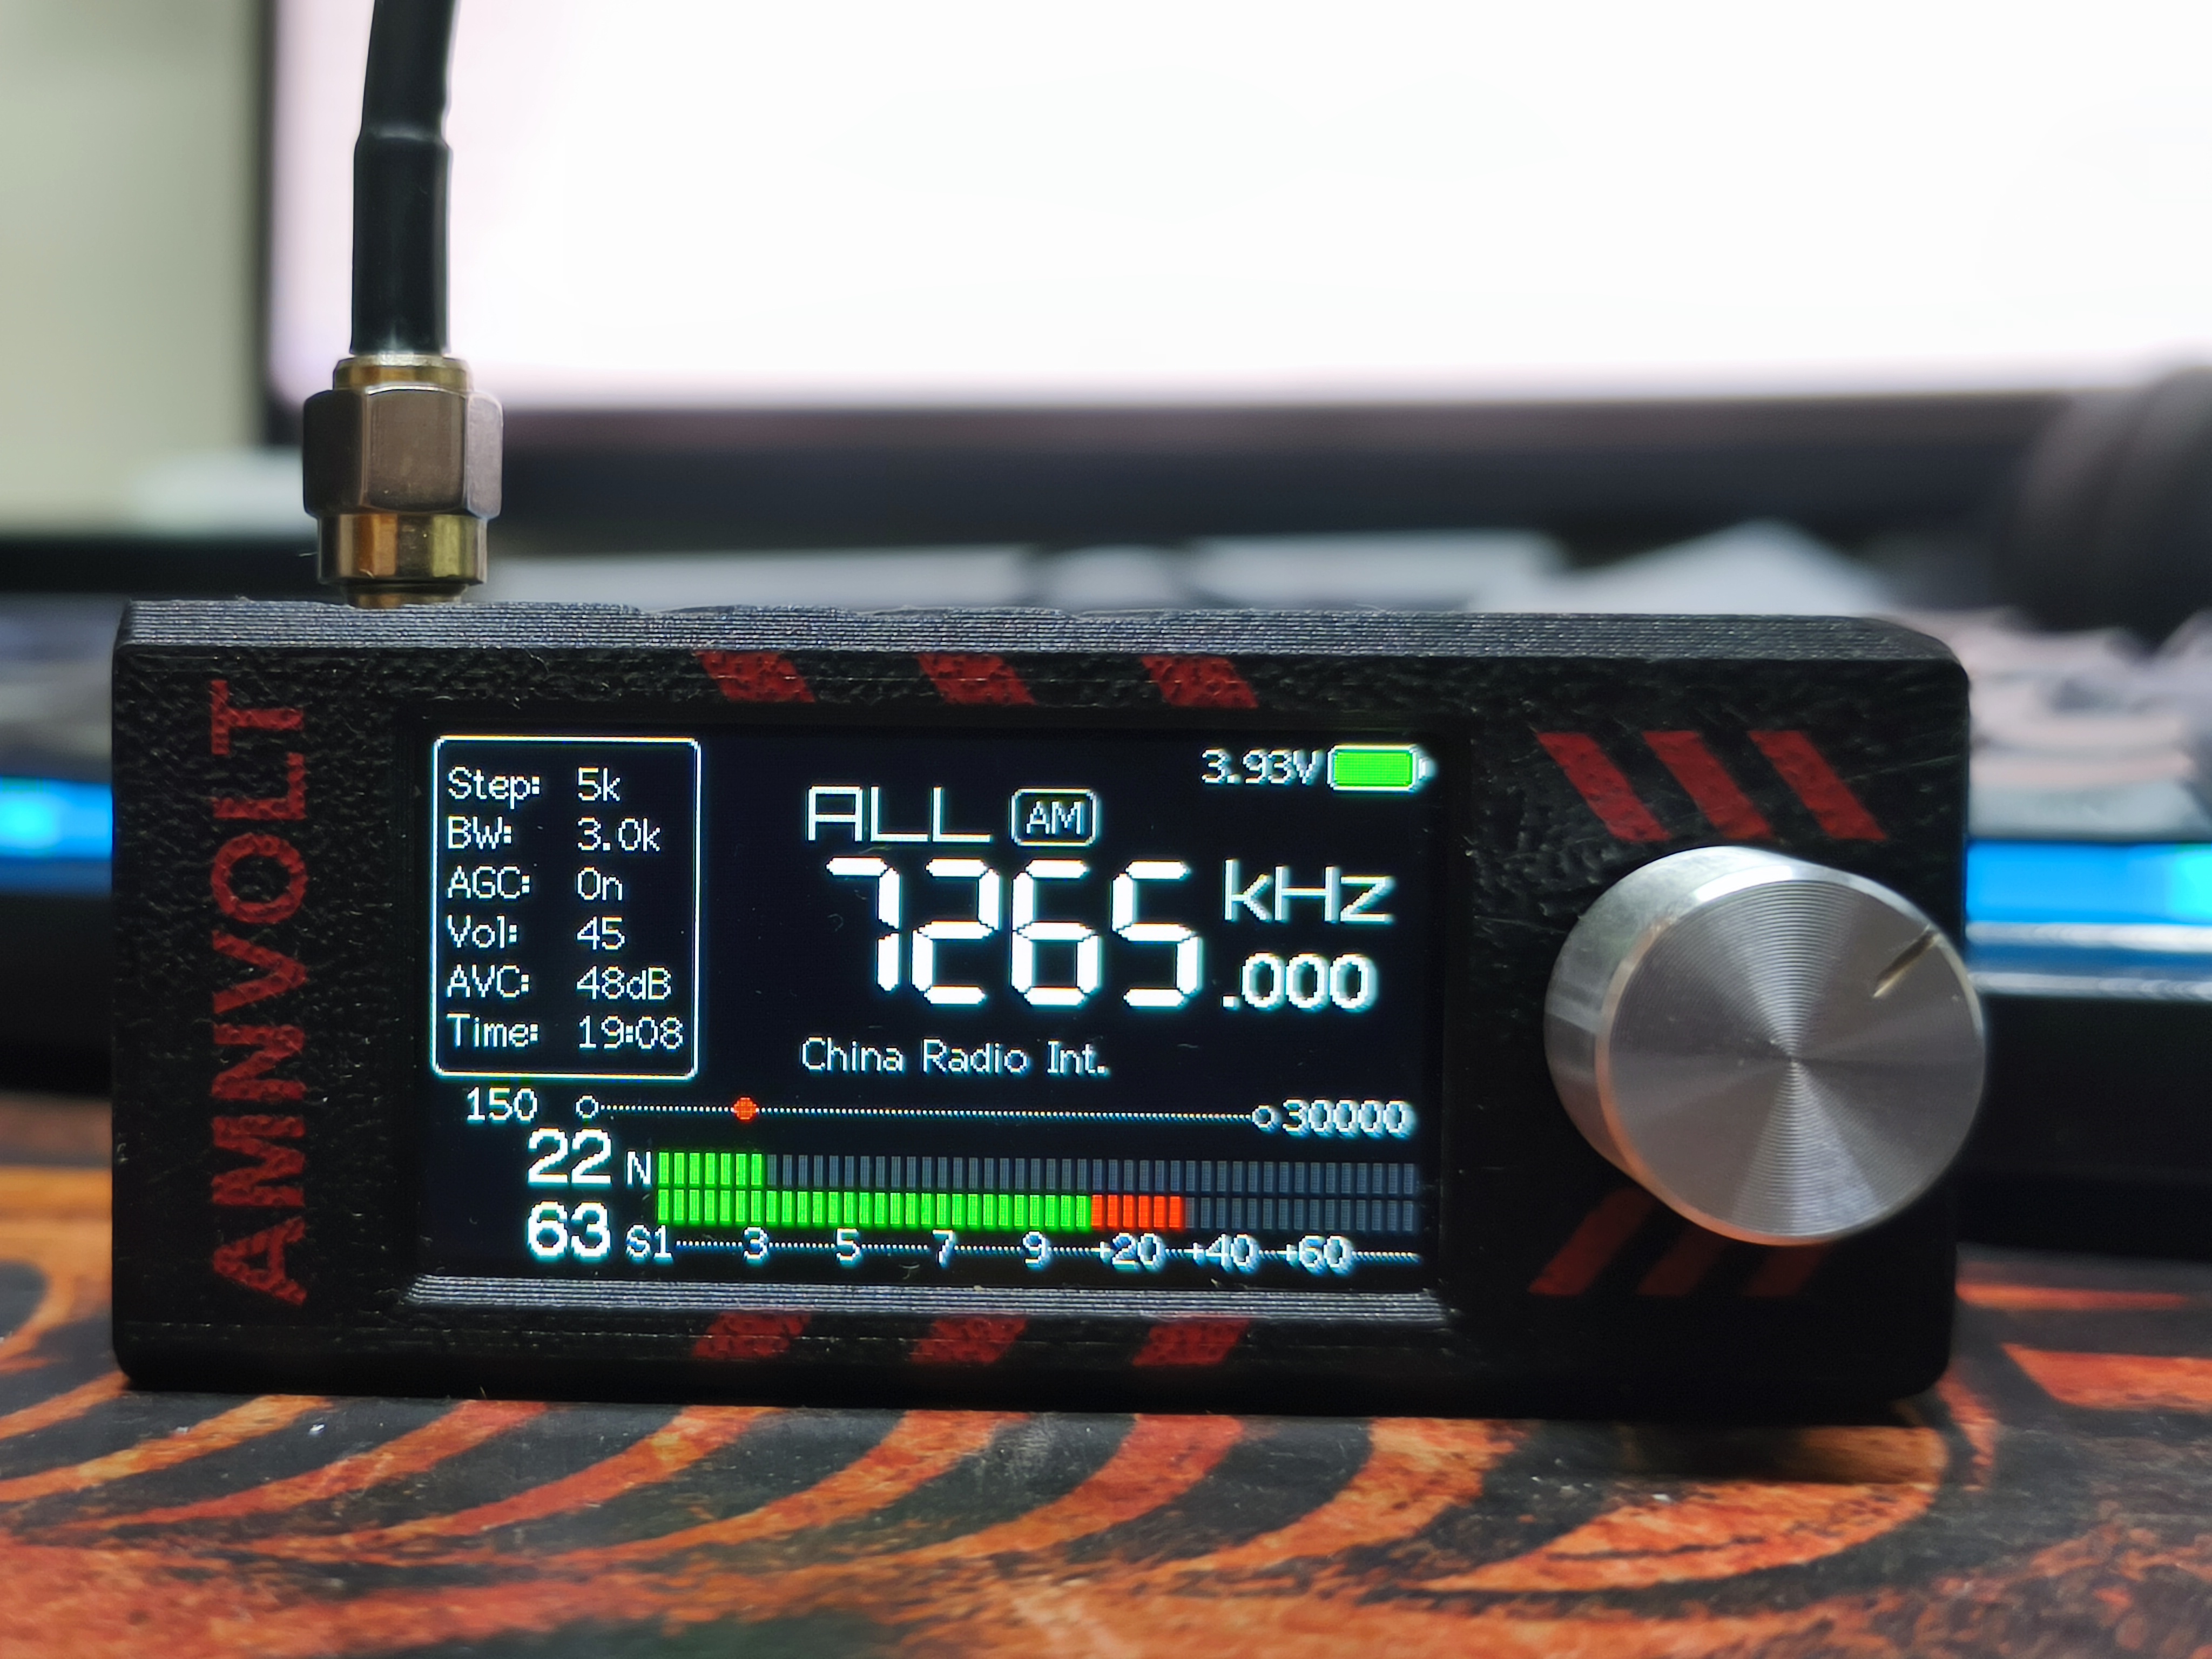 AMNVOLT
Step: 5k
BW: 3.0k
AGC: On
Vol: 45
AVC: 48dB
Time: 19:08
3.93V
ALL AM
7265.000 kHz
China Radio Int.
150 30000
22 N
63 S1 3 5 7 9 +20 +40 +60